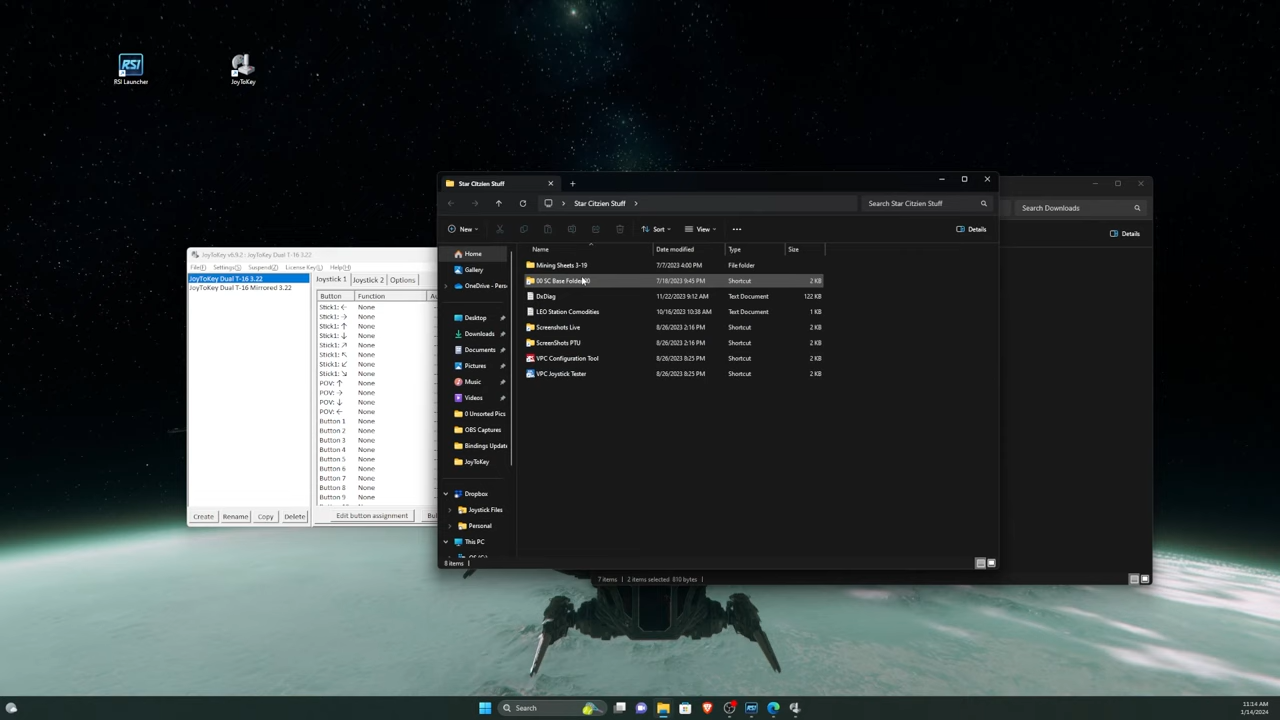 RSI
RSI Launcher
JoyToKey
Star Citzien Stuff
Star Citzien Stuff
Search Star Citzien Stuff
Search Downloads
New
Sort
View
Details
Details
Name
Date modified
Type
Size
Home
Gallery
OneDrive - Pers
Desktop
Downloads
Documents
Pictures
Music
Videos
0 Unsorted Pics
OBS Captures
Bindings Updat
JoyToKey
Dropbox
Joystick Files
Personal
This PC
Mining Sheets 3-19
7/7/2023 4:00 PM
File folder
00 SC Base Folder
7/18/2023 9:45 PM
Shortcut
2 KB
DxDiag
11/22/2023 9:12 AM
Text Document
122 KB
LEO Station Comodities
10/16/2023 10:38 AM
Text Document
1 KB
Screenshots Live
8/26/2023 2:16 PM
Shortcut
2 KB
ScreenShots PTU
8/26/2023 2:16 PM
Shortcut
2 KB
VPC Configuration Tool
8/26/2023 8:25 PM
Shortcut
2 KB
VPC Joystick Tester
8/26/2023 8:25 PM
Shortcut
2 KB
8 items
7 items
2 items selected 810 bytes
JoyToKey v6.9.2 : JoyToKey Dual T-16 3.22
File(F) Settings(S) Suspend(Z) License Key(L) Help(H)
JoyToKey Dual T-16 3.22
JoyToKey Dual T-16 Mirrored 3.22
Joystick 1
Joystick 2
Options
Button
Function
Stick1: ← None
Stick1: → None
Stick1: ↑ None
Stick1: ↓ None
Stick1: ↗ None
Stick1: ↖ None
Stick1: ↙ None
Stick1: ↘ None
POV: ↑ None
POV: → None
POV: ↓ None
POV: ← None
Button 1 None
Button 2 None
Button 3 None
Button 4 None
Button 5 None
Button 6 None
Button 7 None
Button 8 None
Button 9 None
Create
Rename
Copy
Delete
Edit button assignment
Search
11:14 AM
1/14/2024